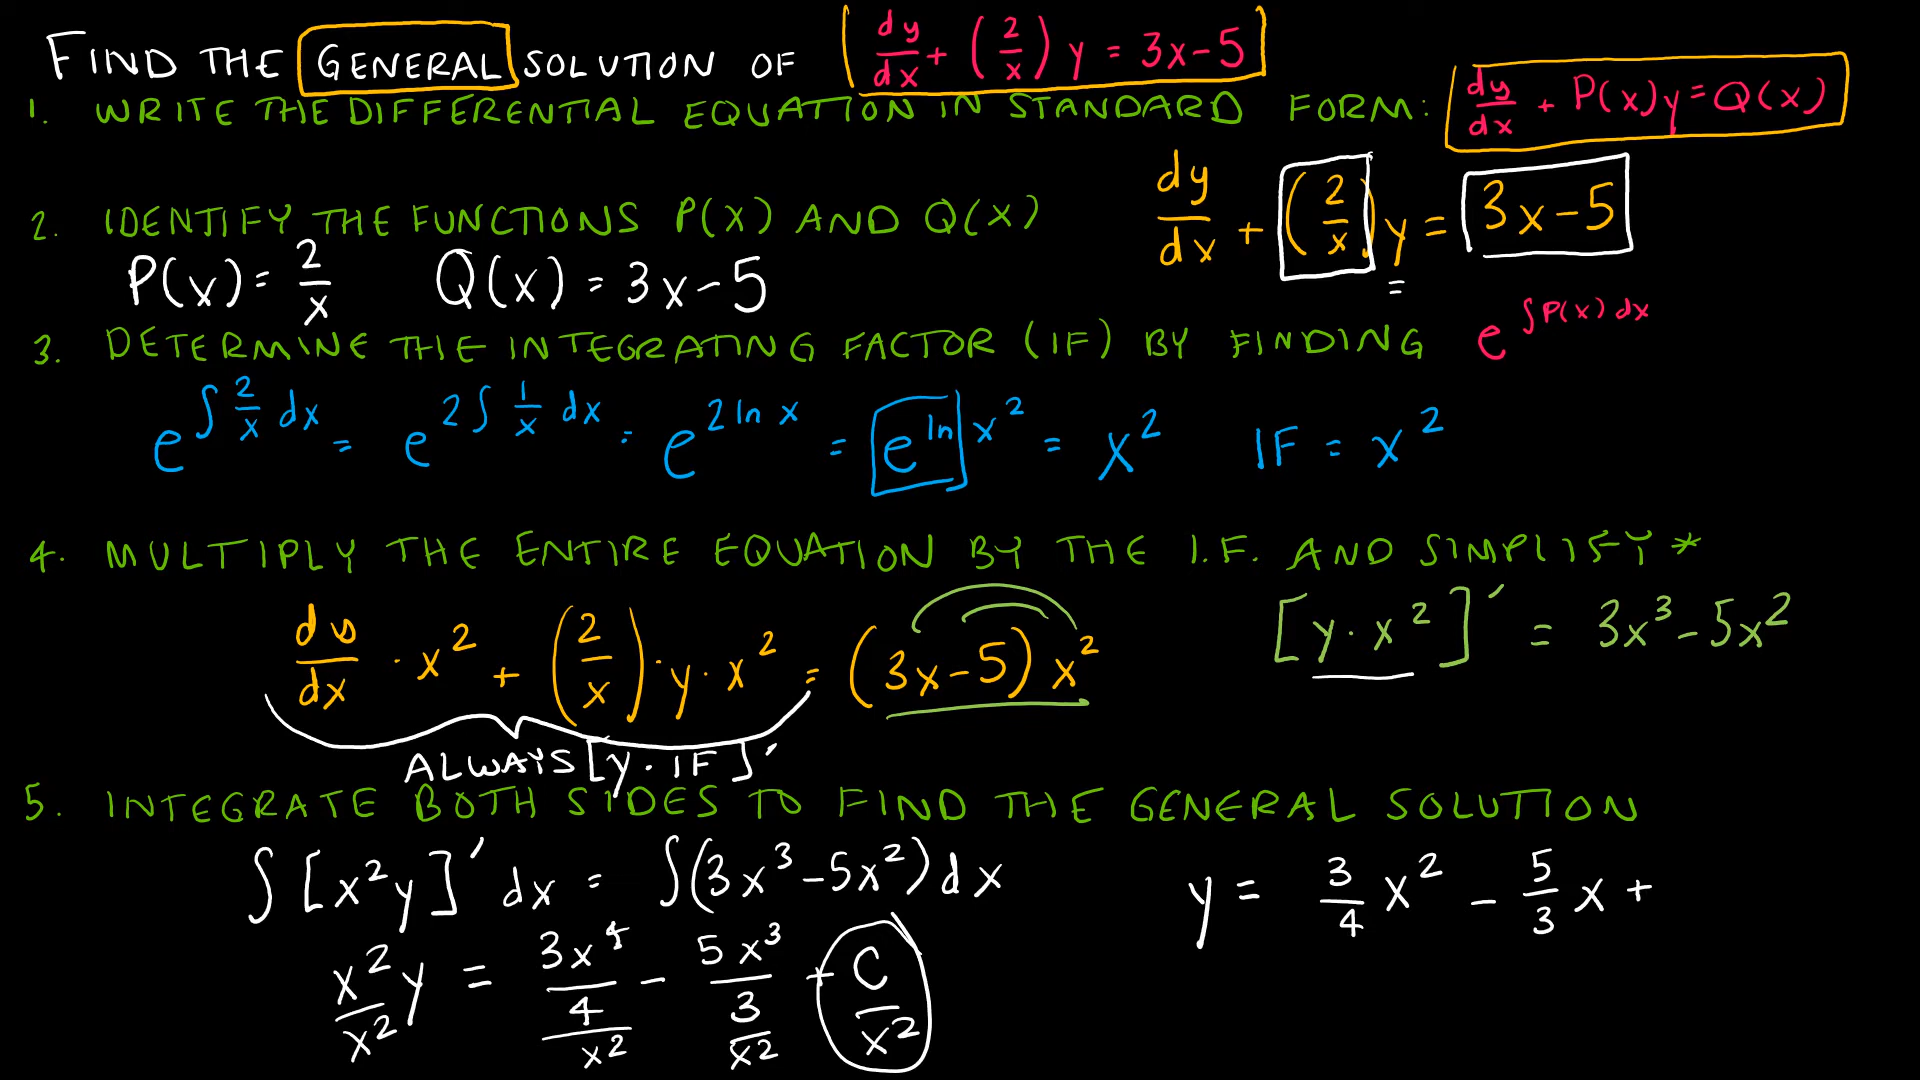 FIND THE GENERAL SOLUTION OF dy/dx + (2/x) y = 3x-5
1. WRITE THE DIFFERENTIAL EQUATION IN STANDARD FORM: dy/dx + P(x)y = Q(x)
dy/dx + (2/x) y = 3x-5
2. IDENTIFY THE FUNCTIONS P(X) AND Q(X)
P(x) = 2/x Q(x) = 3x-5
3. DETERMINE THE INTEGRATING FACTOR (IF) BY FINDING e^∫P(x)dx
e^∫2/x dx = e^2∫1/x dx = e^2 ln x = e^ln x^2 = x^2 IF = x^2
4. MULTIPLY THE ENTIRE EQUATION BY THE I.F. AND SIMPLIFY *
dy/dx · x^2 + (2/x) · y · x^2 = (3x-5) x^2 [y · x^2]' = 3x^3 - 5x^2
ALWAYS [y · IF]'
5. INTEGRATE BOTH SIDES TO FIND THE GENERAL SOLUTION
∫[x^2 y]' dx = ∫(3x^3 - 5x^2) dx y = 3/4 x^2 - 5/3 x +
x^2/x^2 y = 3x^4/4/x^2 - 5x^3/3/x^2 + C/x^2